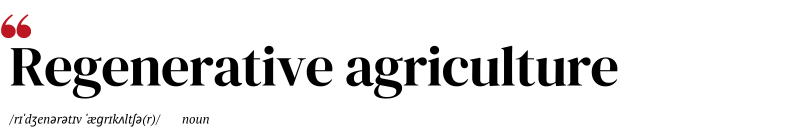 “
Regenerative agriculture
/rɪˈdʒenərətɪv ˈæɡrɪkʌltʃə(r)/ noun